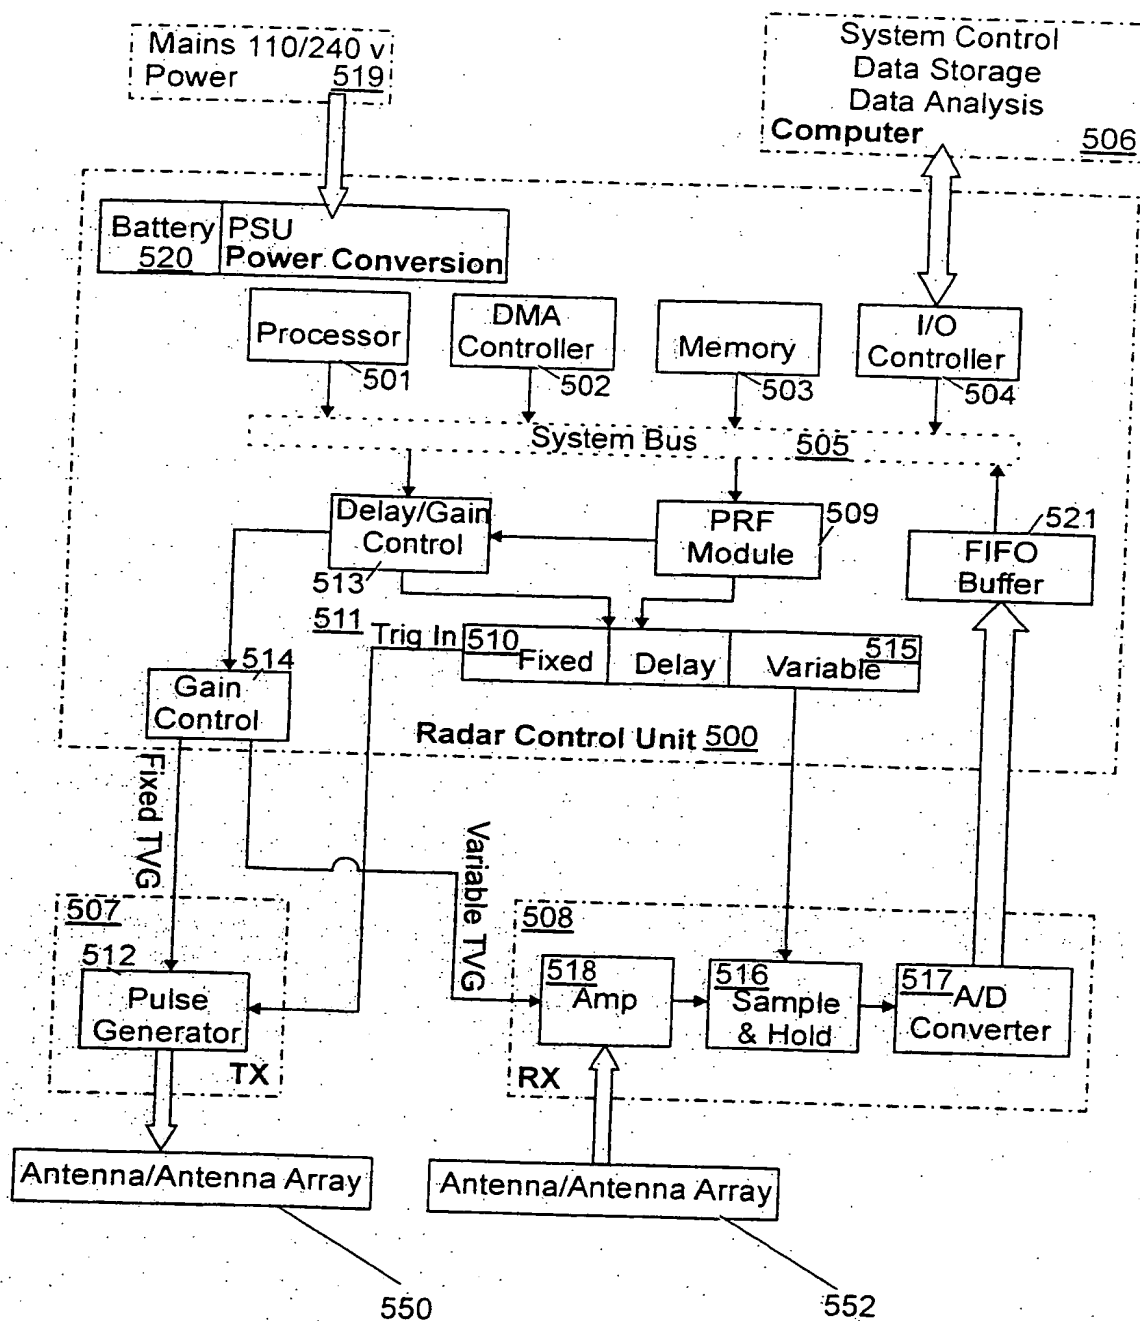 Mains 110/240 v
Power 519
System Control
Data Storage
Data Analysis
Computer 506
Battery
520
PSU
Power Conversion
Processor
501
DMA
Controller
502
Memory
503
I/O
Controller
504
System Bus 505
Delay/Gain
Control
513
PRF
Module
509
521
FIFO
Buffer
511
Trig In
510
Fixed
Delay
515
Variable
514
Gain
Control
Radar Control Unit 500
Fixed TVG
Variable TVG
507
512
Pulse
Generator
TX
508
518
Amp
516
Sample
& Hold
517
A/D
Converter
RX
Antenna/Antenna Array
Antenna/Antenna Array
550
552